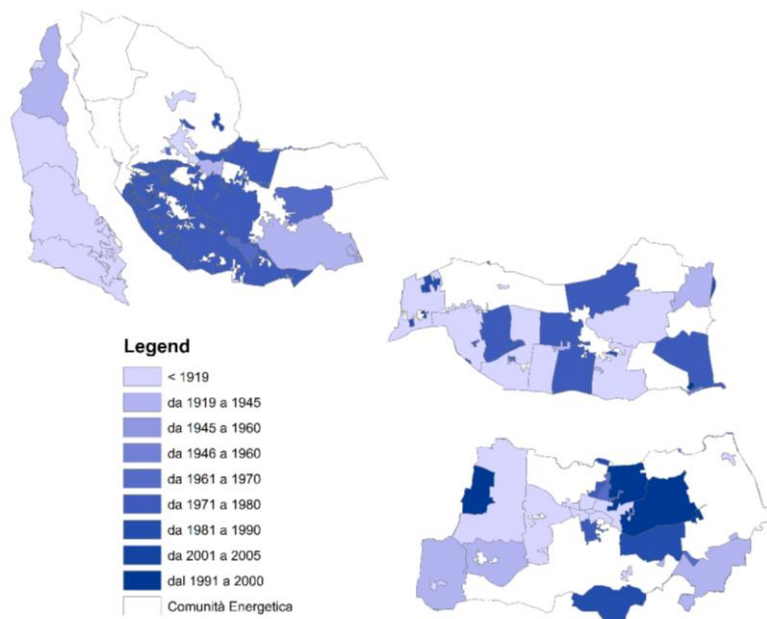 Legend
< 1919
da 1919 a 1945
da 1945 a 1960
da 1946 a 1960
da 1961 a 1970
da 1971 a 1980
da 1981 a 1990
da 2001 a 2005
dal 1991 a 2000
Comunità Energetica